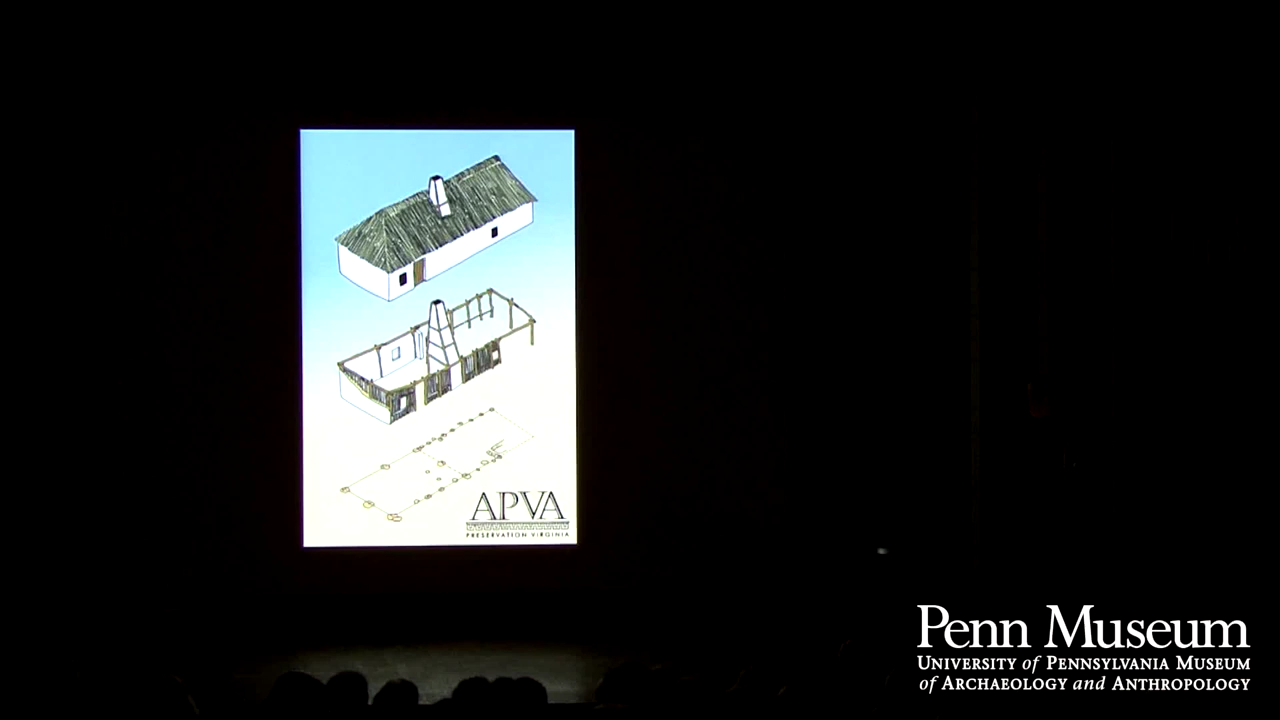 APVA
PRESERVATION VIRGINIA
Penn Museum
UNIVERSITY of PENNSYLVANIA MUSEUM
of ARCHAEOLOGY and ANTHROPOLOGY